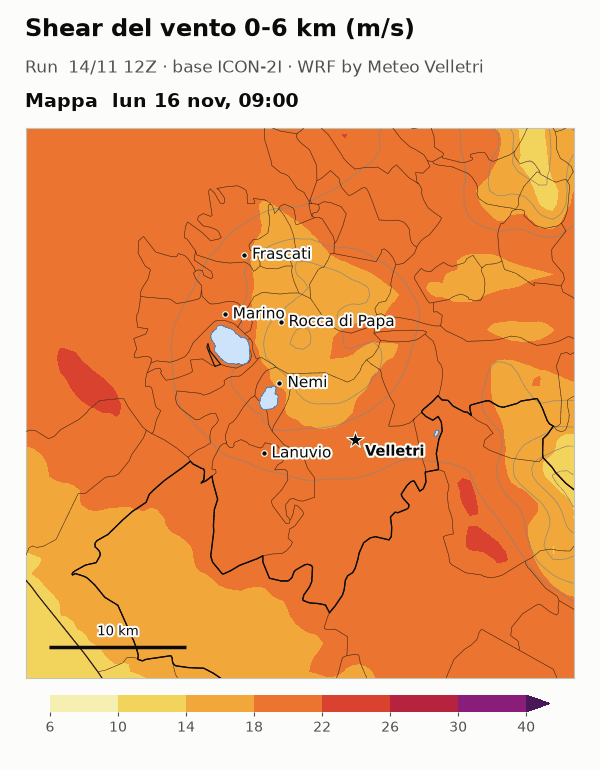 Shear del vento 0-6 km (m/s)
Run  14/11 12Z · base ICON-2I · WRF by Meteo Velletri
Mappa  lun 16 nov, 09:00
Frascati
Marino
Rocca di Papa
Nemi
Velletri
Lanuvio
10 km
6 10 14 18 22 26 30 40